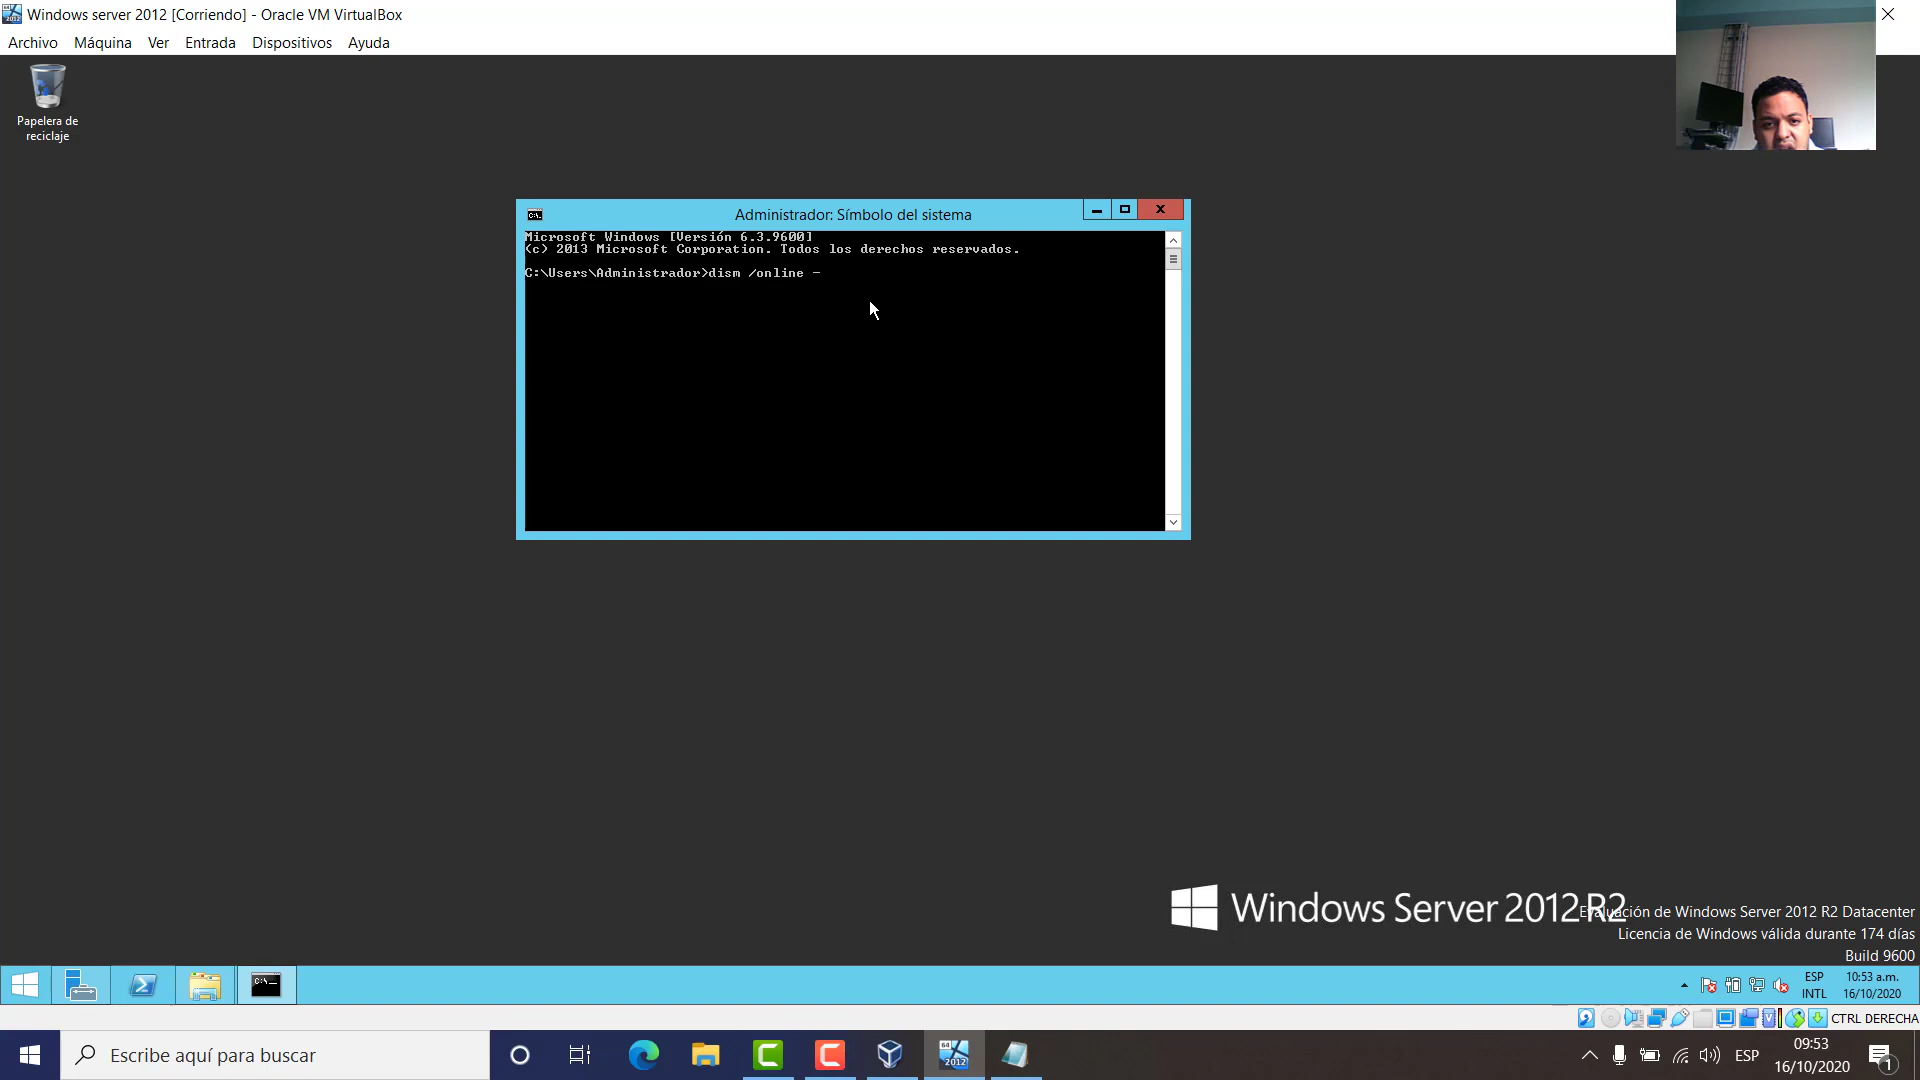 Windows server 2012 [Corriendo] - Oracle VM VirtualBox
Archivo Máquina Ver Entrada Dispositivos Ayuda
Papelera de
reciclaje
Administrador: Símbolo del sistema
Microsoft Windows [Versión 6.3.9600]
(c) 2013 Microsoft Corporation. Todos los derechos reservados.
C:\Users\Administrador>dism /online -
Windows Server 2012 R2
Evaluación de Windows Server 2012 R2 Datacenter
Licencia de Windows válida durante 174 días
Build 9600
ESP
INTL
10:53 a.m.
16/10/2020
CTRL DERECHA
Escribe aquí para buscar
64
2012
ESP
09:53
16/10/2020
1